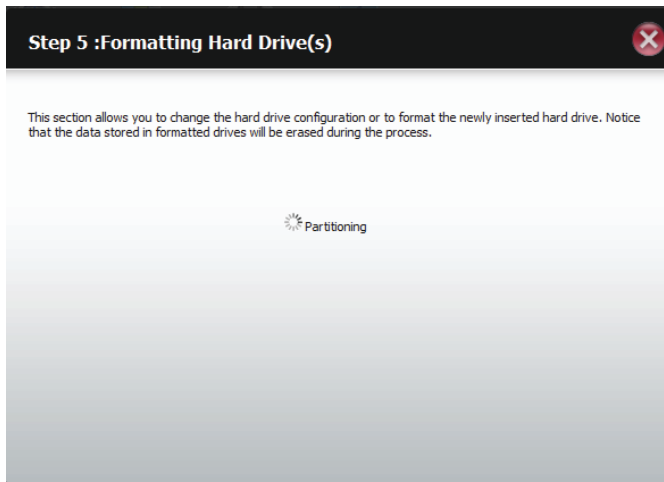 Step 5 :Formatting Hard Drive(s)
This section allows you to change the hard drive configuration or to format the newly inserted hard drive. Notice
that the data stored in formatted drives will be erased during the process.
Partitioning